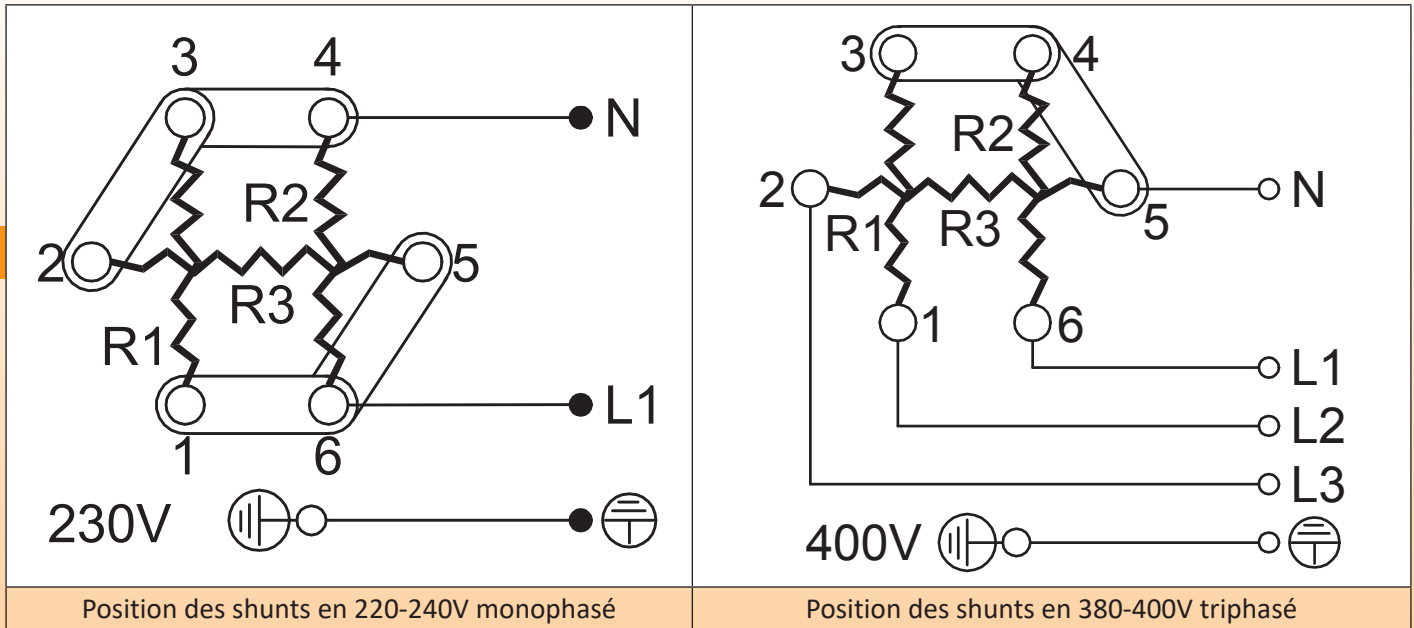 3 4
N
R2
2
5
R3
R1
L1
1 6
230V
Position des shunts en 220-240V monophasé
3 4
R2
2
N
R1 R3
5
1 6
L1
L2
L3
400V
Position des shunts en 380-400V triphasé